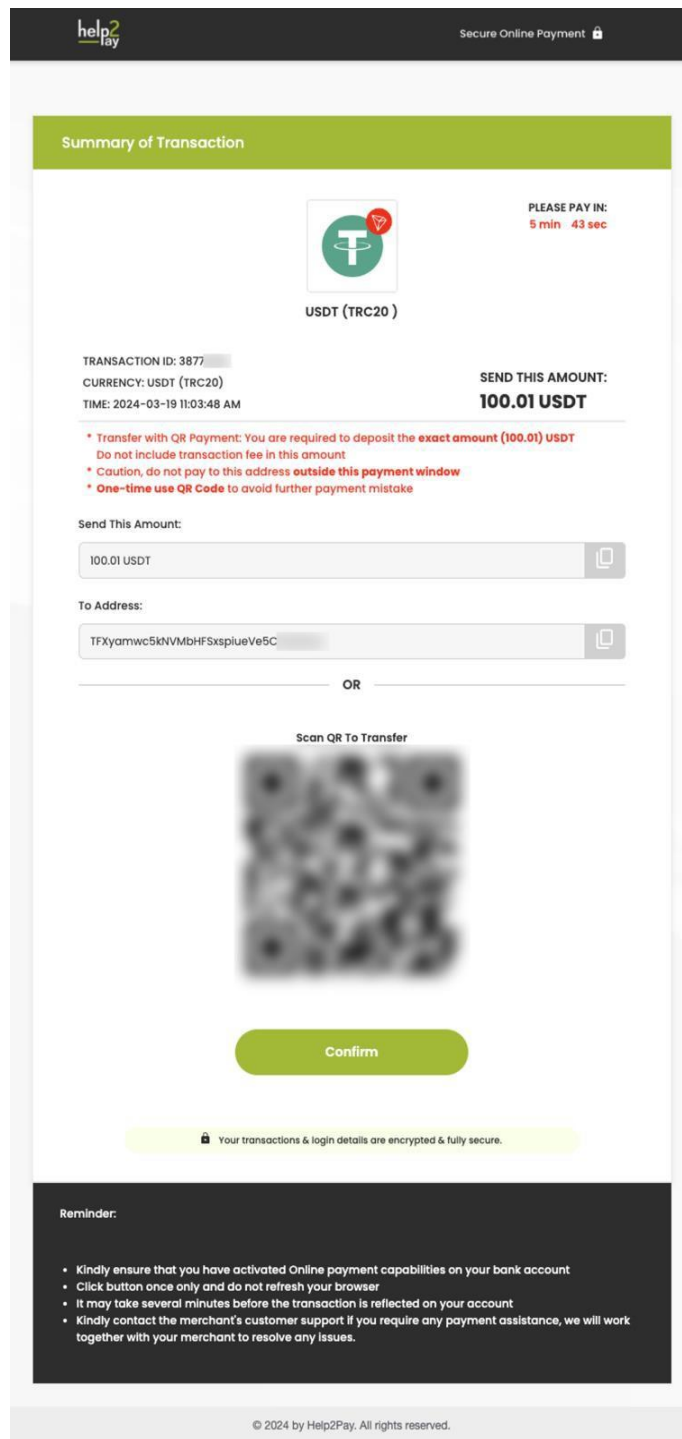 help2
Pay
Secure Online Payment
Summary of Transaction
PLEASE PAY IN:
5 min 43 sec
USDT (TRC20 )
TRANSACTION ID: 3877
CURRENCY: USDT (TRC20)
TIME: 2024-03-19 11:03:48 AM
SEND THIS AMOUNT:
100.01 USDT
* Transfer with QR Payment: You are required to deposit the exact amount (100.01) USDT
Do not include transaction fee in this amount
* Caution, do not pay to this address outside this payment window
* One-time use QR Code to avoid further payment mistake
Send This Amount:
100.01 USDT
To Address:
TFXyamwc5kNVMbHFSxspiueVe5C
OR
Scan QR To Transfer
Confirm
Your transactions & login details are encrypted & fully secure.
Reminder:
• Kindly ensure that you have activated Online payment capabilities on your bank account
• Click button once only and do not refresh your browser
• It may take several minutes before the transaction is reflected on your account
• Kindly contact the merchant's customer support if you require any payment assistance, we will work
together with your merchant to resolve any issues.
© 2024 by Help2Pay. All rights reserved.